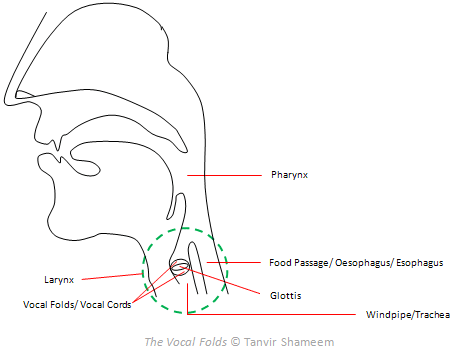 Pharynx
Food Passage/ Oesophagus/ Esophagus
Larynx
Glottis
Vocal Folds/ Vocal Cords
Windpipe/Trachea
The Vocal Folds © Tanvir Shameem